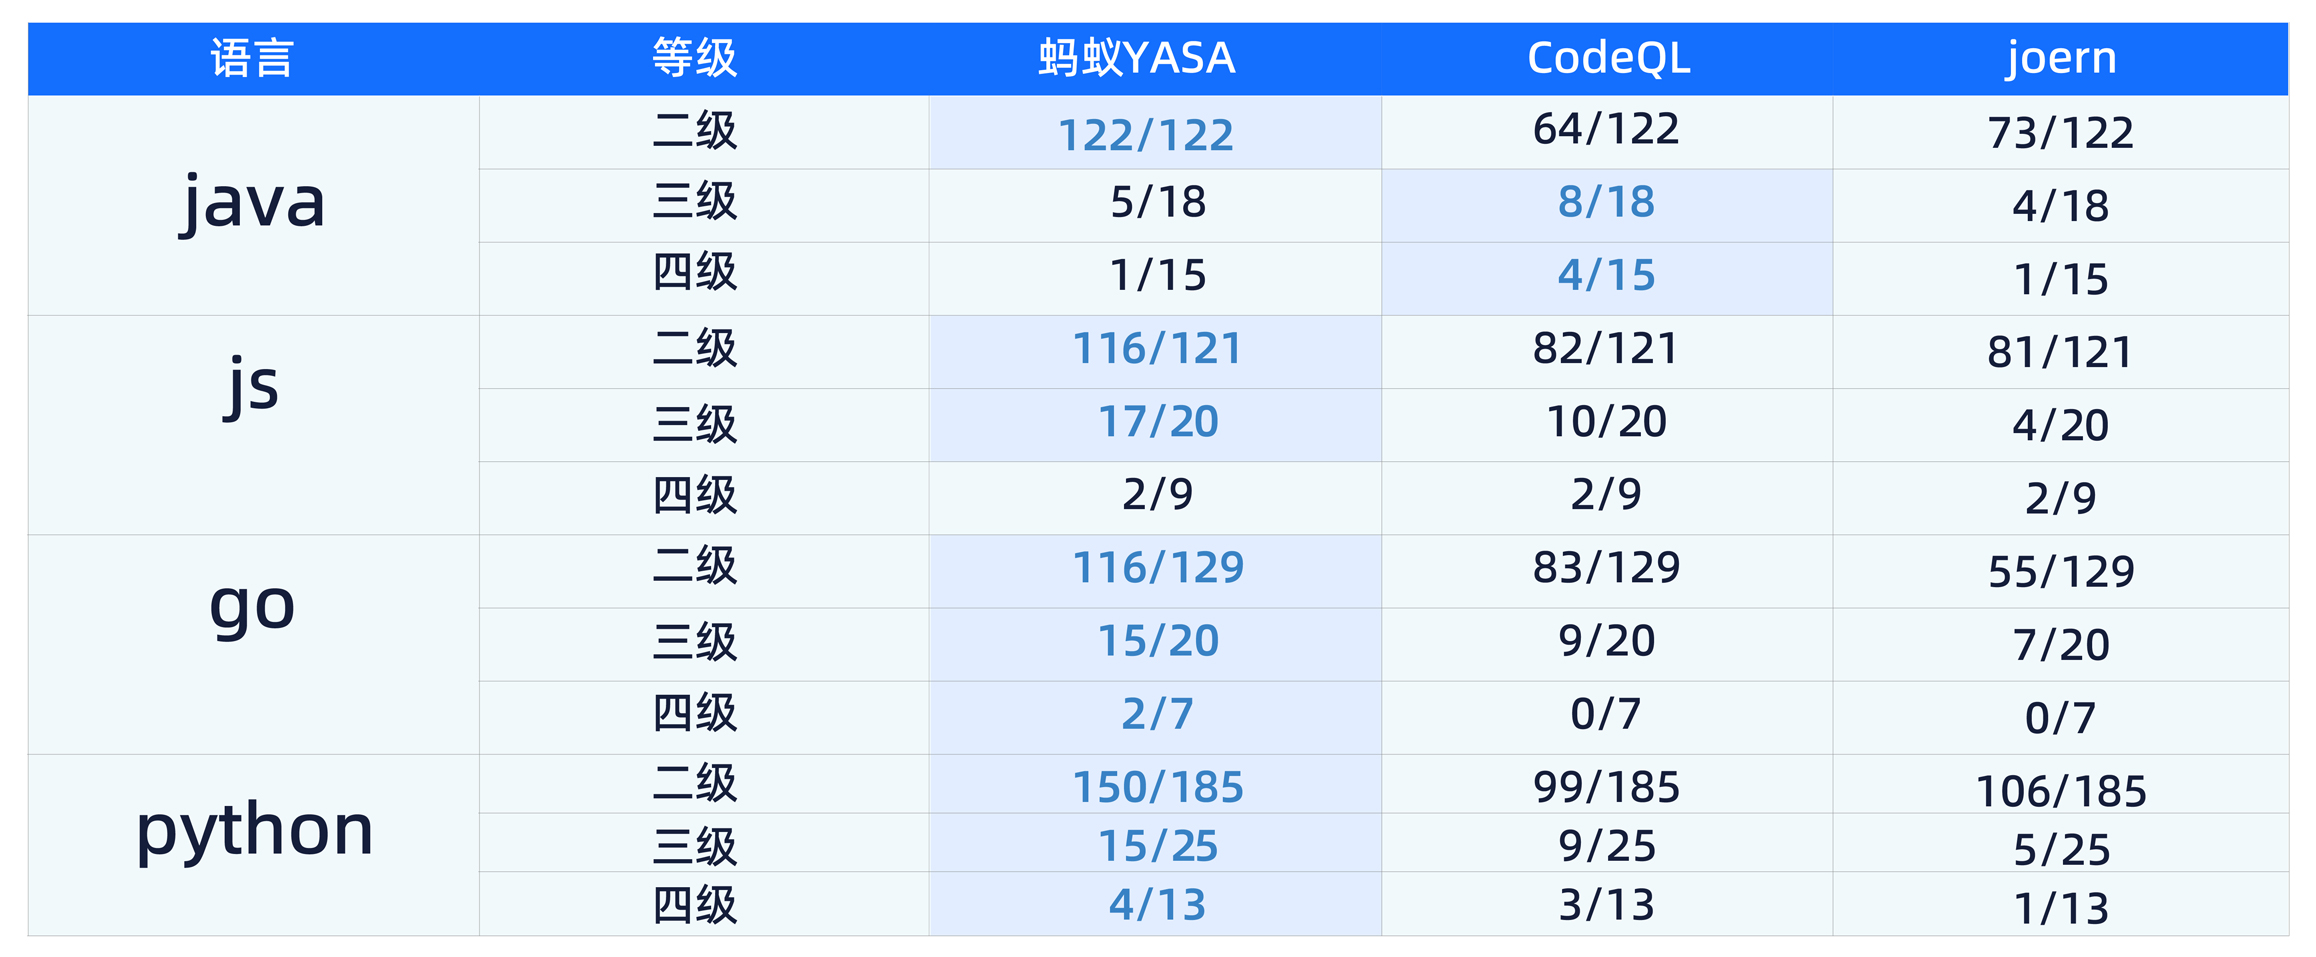 语言 等级 蚂蚁YASA CodeQL joern
java 二级 122/122 64/122 73/122
三级 5/18 8/18 4/18
四级 1/15 4/15 1/15
js 二级 116/121 82/121 81/121
三级 17/20 10/20 4/20
四级 2/9 2/9 2/9
go 二级 116/129 83/129 55/129
三级 15/20 9/20 7/20
四级 2/7 0/7 0/7
python 二级 150/185 99/185 106/185
三级 15/25 9/25 5/25
四级 4/13 3/13 1/13